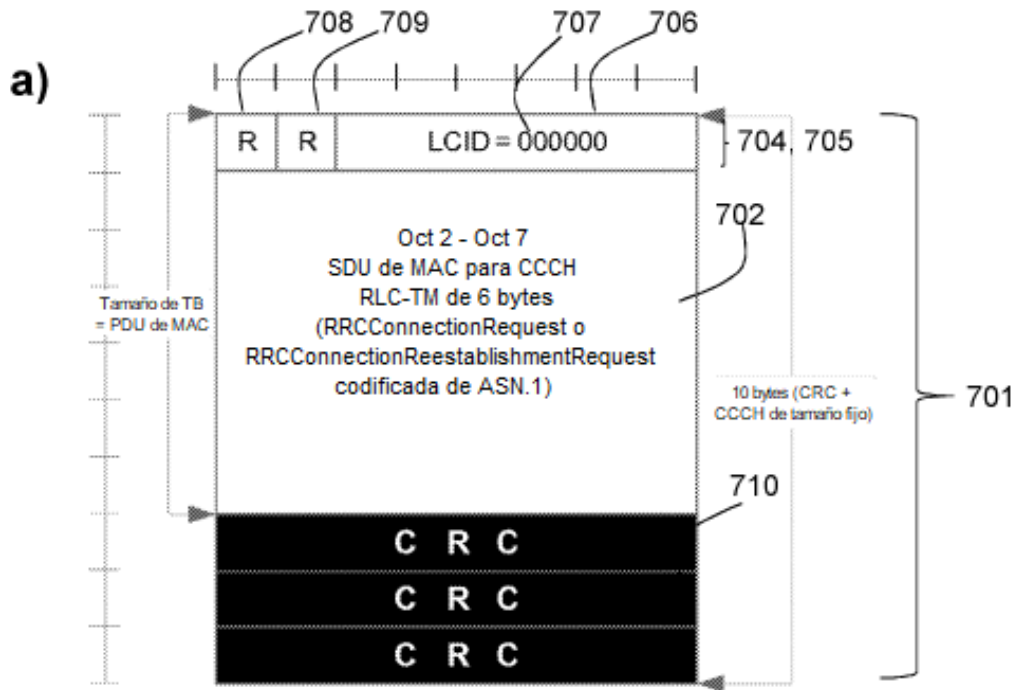 708 709 707 706
a)
R R LCID = 000000
704, 705
702
Oct 2 - Oct 7
SDU de MAC para CCCH
RLC-TM de 6 bytes
(RRCConnectionRequest o
RRCConnectionReestablishmentRequest
codificada de ASN.1)
Tamaño de TB
= PDU de MAC
10 bytes (CRC +
CCCH de tamaño fijo)
701
710
C R C
C R C
C R C